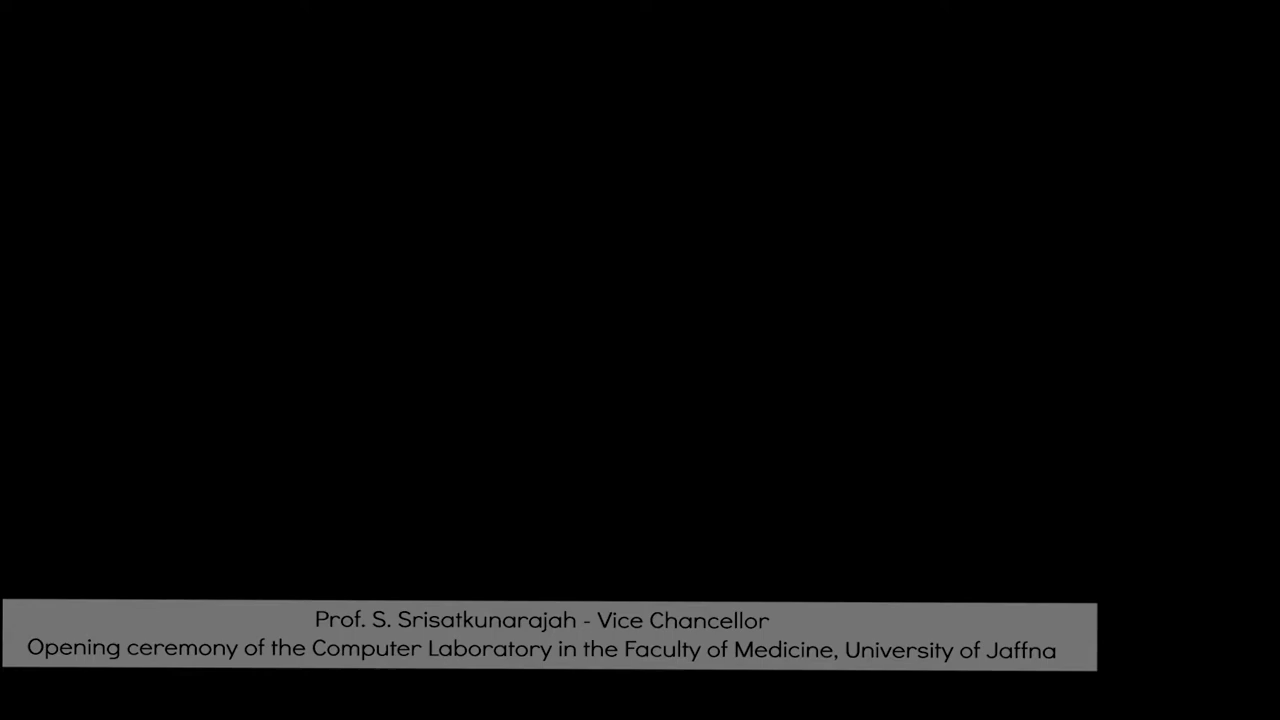 Prof. S. Srisatkunarajah - Vice Chancellor
Opening ceremony of the Computer Laboratory in the Faculty of Medicine, University of Jaffna